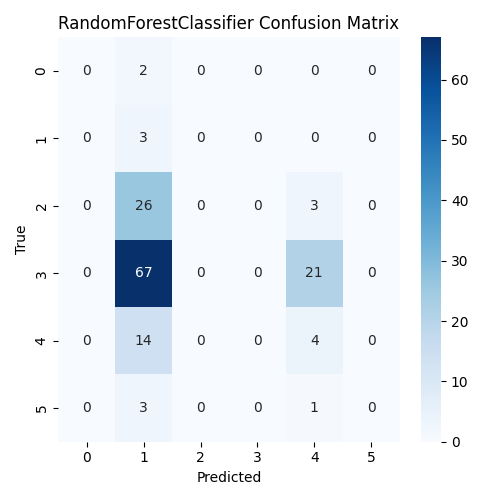 RandomForestClassifier Confusion Matrix
0 0 2 0 0 0 0
1 0 3 0 0 0 0
2 0 26 0 0 3 0
3 0 67 0 0 21 0
4 0 14 0 0 4 0
5 0 3 0 0 1 0
0 1 2 3 4 5
True
Predicted
60
50
40
30
20
10
0